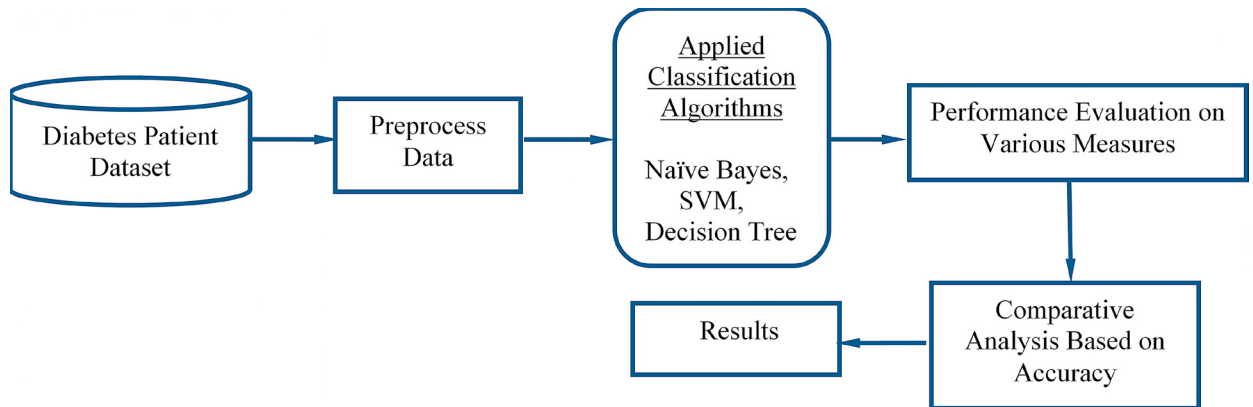 Diabetes Patient
Dataset
Preprocess
Data
Applied
Classification
Algorithms
Naïve Bayes,
SVM,
Decision Tree
Performance Evaluation on
Various Measures
Comparative
Analysis Based on
Accuracy
Results